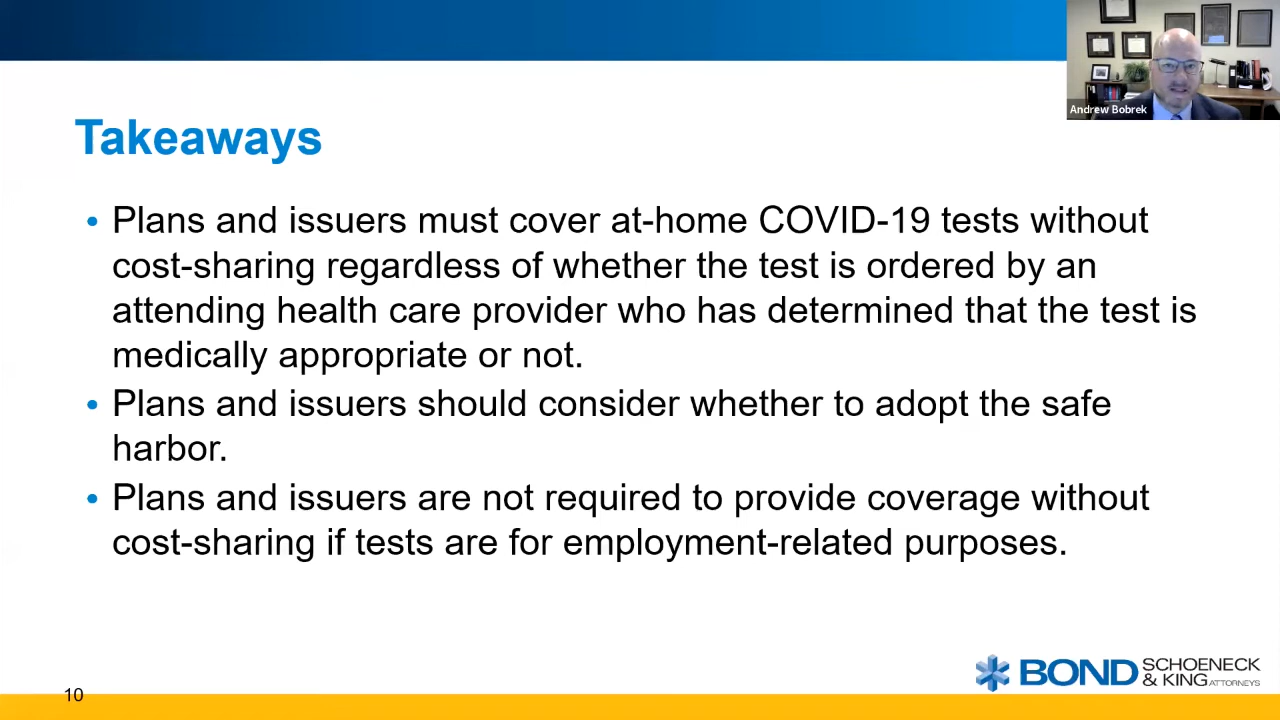 Andrew Bobrek
Takeaways
• Plans and issuers must cover at-home COVID-19 tests without
cost-sharing regardless of whether the test is ordered by an
attending health care provider who has determined that the test is
medically appropriate or not.
• Plans and issuers should consider whether to adopt the safe
harbor.
• Plans and issuers are not required to provide coverage without
cost-sharing if tests are for employment-related purposes.
10
BOND SCHOENECK
& KING ATTORNEYS